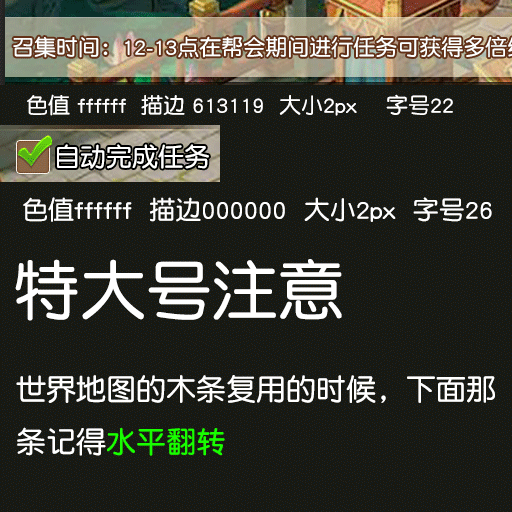 召集时间：12-13点在帮会期间进行任务可获得多倍
色值 ffffff 描边 613119 大小2px 字号22
自动完成任务
色值ffffff 描边000000 大小2px 字号26
特大号注意
世界地图的木条复用的时候，下面那
条记得水平翻转